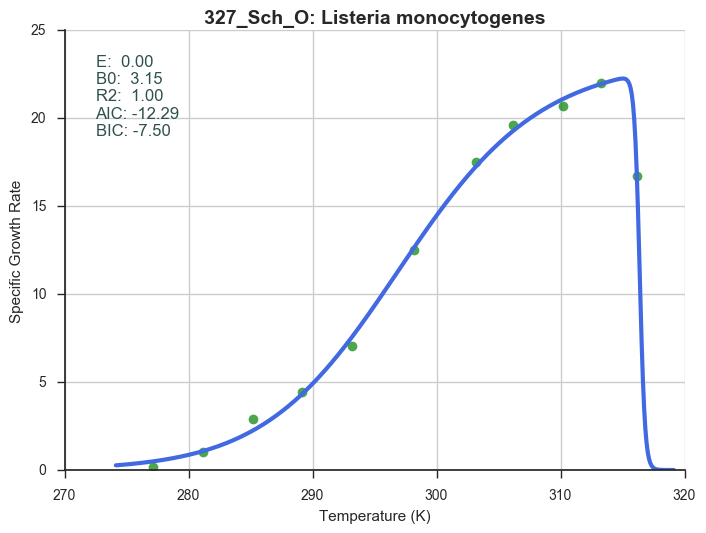 327_Sch_O: Listeria monocytogenes
25
E:  0.00
B0:  3.15
R2:  1.00
AIC: -12.29
BIC: -7.50
20
15
10
5
0
Specific Growth Rate
270 280 290 300 310 320
Temperature (K)